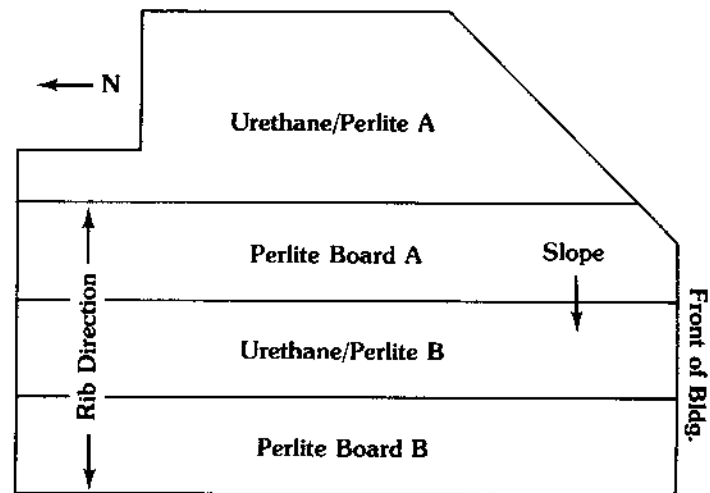 N
Urethane/Perlite A
Perlite Board A
Slope
Rib Direction
Urethane/Perlite B
Front of Bldg.
Perlite Board B